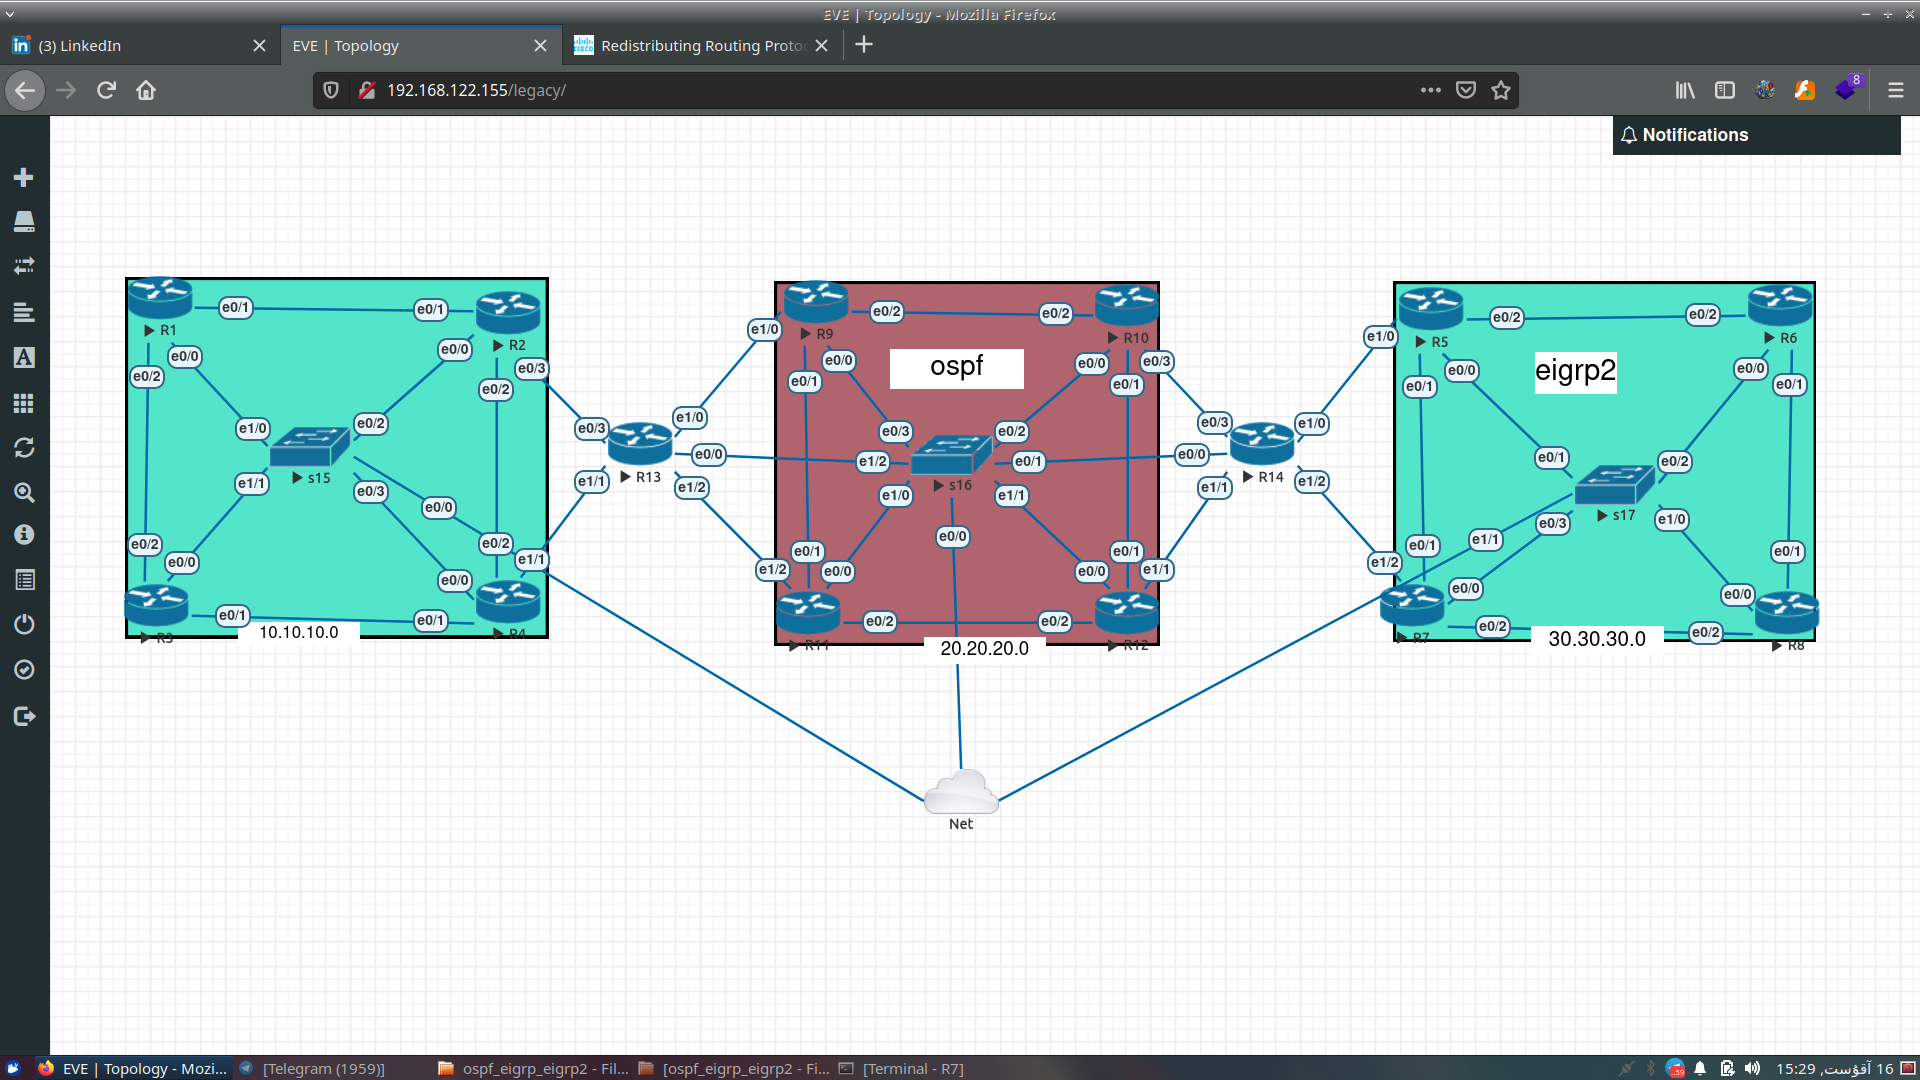 EVE | Topology - Mozilla Firefox
(3) LinkedIn
EVE | Topology
Redistributing Routing Proto
192.168.122.155/legacy/
8
Notifications
R1
e0/1
e0/1
R2
e0/0
e0/2
e0/0
e0/2
e0/3
e1/0
e0/2
s15
e1/1
e0/3
e0/0
e0/2
e0/0
e0/2
e0/0
e1/1
R3
e0/1
e0/1
R4
10.10.10.0
e0/3
e1/0
e0/0
R13
e1/1
e1/2
e1/0
R9
e0/2
e0/2
R10
ospf
e0/0
e0/1
e0/0
e0/1
e0/3
e0/3
e0/2
e1/2
e0/1
s16
e1/0
e1/1
e0/0
e0/1
e0/0
e1/2
e0/1
e0/0
e1/1
R11
e0/2
e0/2
R12
20.20.20.0
e0/3
e1/0
e0/0
R14
e1/1
e1/2
e1/0
R5
e0/2
e0/2
R6
eigrp2
e0/0
e0/1
e0/0
e0/1
e0/1
e0/2
s17
e0/3
e1/0
e1/1
e0/1
e1/2
e0/0
e0/1
e0/0
R7
e0/2
e0/2
R8
30.30.30.0
Net
EVE | Topology - Mozi...
[Telegram (1959)]
ospf_eigrp_eigrp2 - Fil...
[ospf_eigrp_eigrp2 - Fi...
[Terminal - R7]
16 آقؤست, 15:29